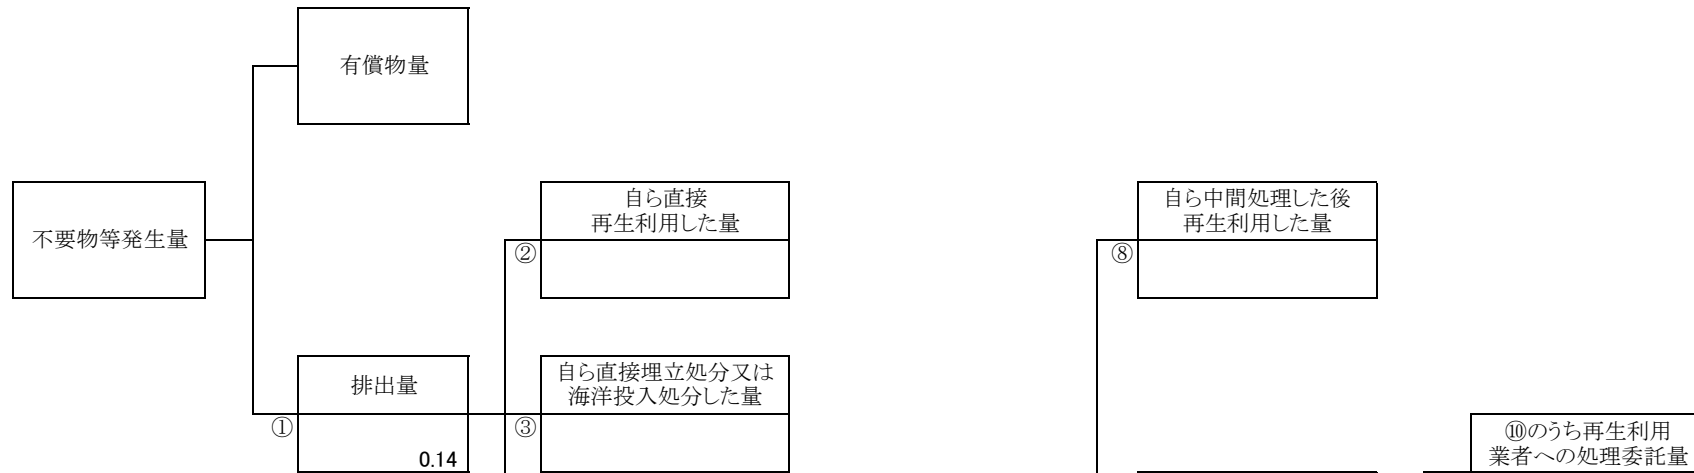 有償物量
不要物等発生量
自ら直接
再生利用した量
②
自ら中間処理した後
再生利用した量
⑧
排出量
①
0.14
自ら直接埋立処分又は
海洋投入処分した量
③
⑩のうち再生利用
業者への処理委託量